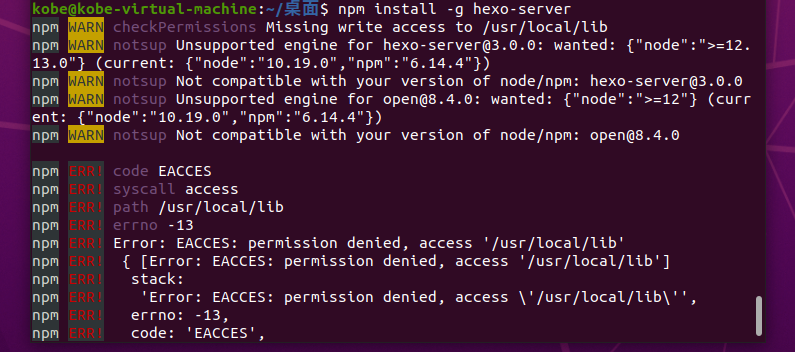 kobe@kobe-virtual-machine:~/桌面$ npm install -g hexo-server
npm WARN checkPermissions Missing write access to /usr/local/lib
npm WARN notsup Unsupported engine for hexo-server@3.0.0: wanted: {"node":">=12.
13.0"} (current: {"node":"10.19.0","npm":"6.14.4"})
npm WARN notsup Not compatible with your version of node/npm: hexo-server@3.0.0
npm WARN notsup Unsupported engine for open@8.4.0: wanted: {"node":">=12"} (curr
ent: {"node":"10.19.0","npm":"6.14.4"})
npm WARN notsup Not compatible with your version of node/npm: open@8.4.0
npm ERR! code EACCES
npm ERR! syscall access
npm ERR! path /usr/local/lib
npm ERR! errno -13
npm ERR! Error: EACCES: permission denied, access '/usr/local/lib'
npm ERR!  { [Error: EACCES: permission denied, access '/usr/local/lib']
npm ERR!   stack:
npm ERR!    'Error: EACCES: permission denied, access \'/usr/local/lib\'',
npm ERR!   errno: -13,
npm ERR!   code: 'EACCES',